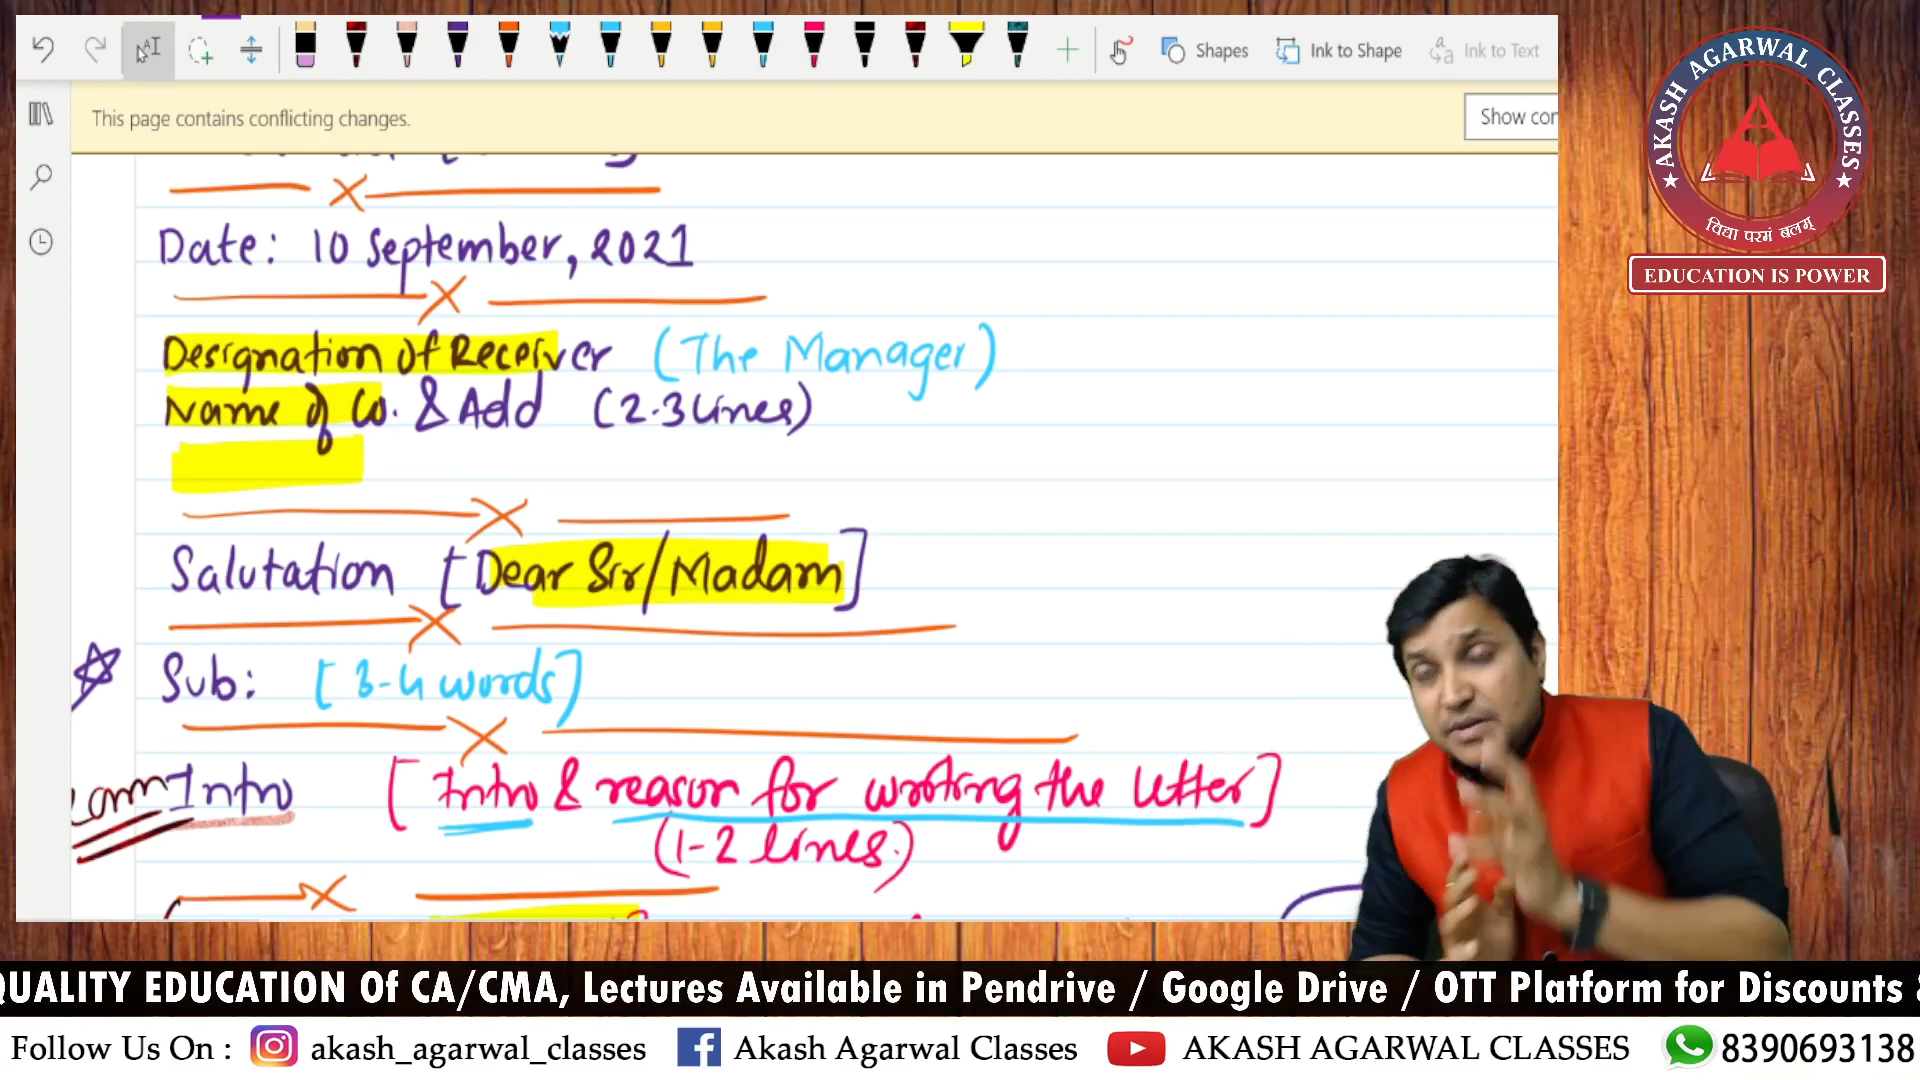 Shapes
Ink to Shape
Ink to Text
This page contains conflicting changes.
Show con
Date: 10 September, 2021
Designation of Receiver (The Manager)
Name of Co. & Add (2-3 lines)
Salutation [Dear Sir/Madam]
Sub: [3-4 words]
Intro [Intro & reason for writing the letter]
(1-2 lines.)
AKASH AGARWAL CLASSES
विद्या परमं बलम्
EDUCATION IS POWER
QUALITY EDUCATION Of CA/CMA, Lectures Available in Pendrive / Google Drive / OTT Platform for Discounts &
Follow Us On : akash_agarwal_classes Akash Agarwal Classes AKASH AGARWAL CLASSES 8390693138